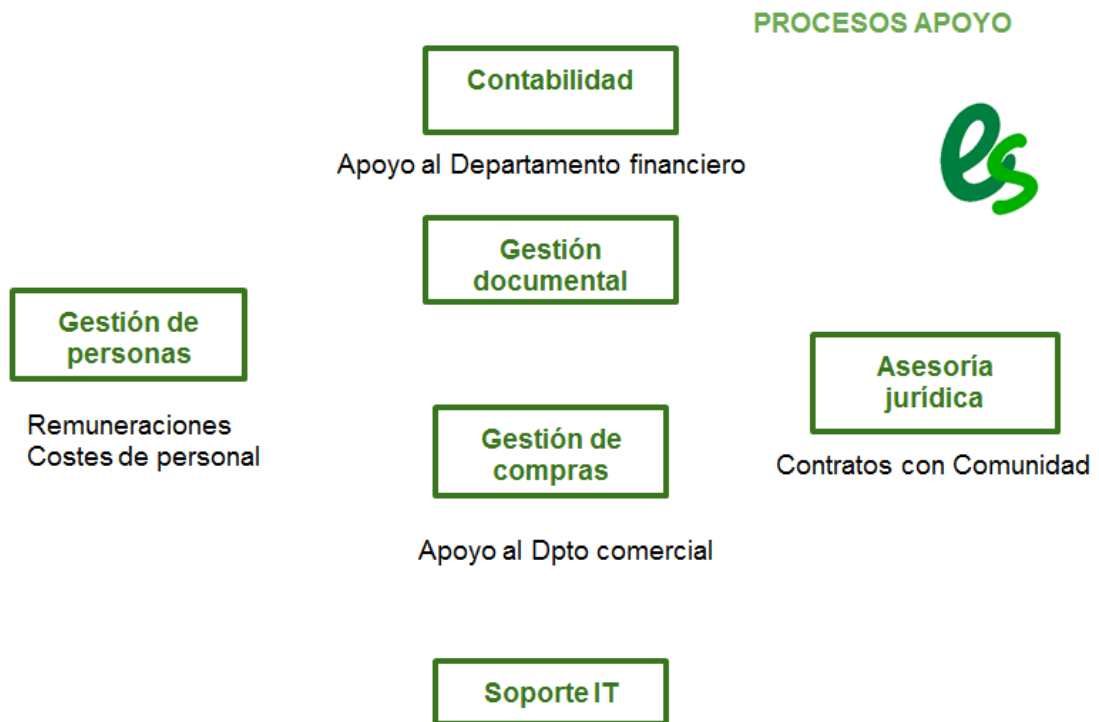 PROCESOS APOYO
Contabilidad
Apoyo al Departamento financiero
es
Gestión
documental
Gestión de
personas
Remuneraciones
Costes de personal
Asesoría
jurídica
Contratos con Comunidad
Gestión de
compras
Apoyo al Dpto comercial
Soporte IT